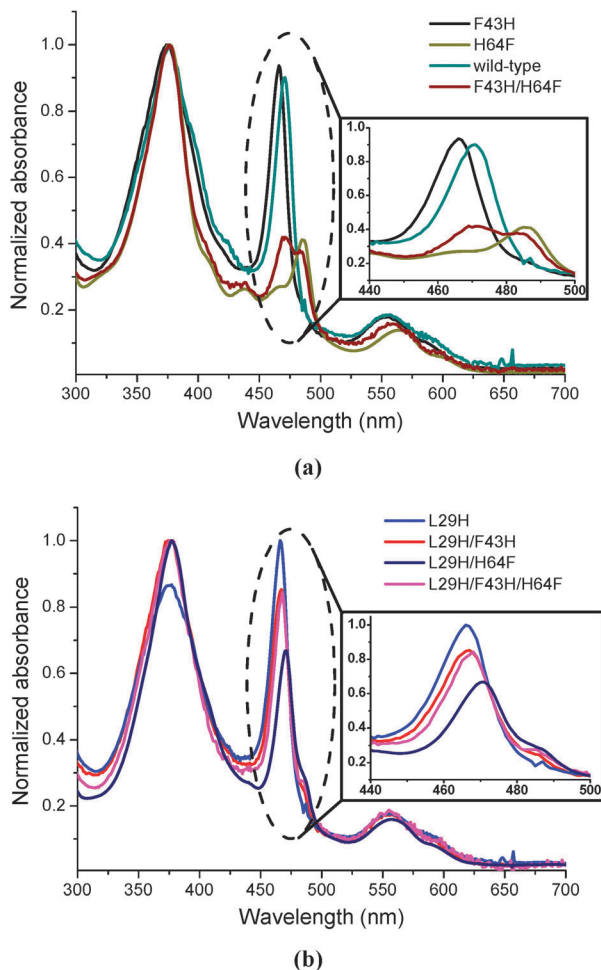 F43H
H64F
wild-type
F43H/H64F
Normalized absorbance
1.0
0.8
0.6
0.4
0.2
300 350 400 450 500 550 600 650 700
Wavelength (nm)
1.0
0.8
0.6
0.4
0.2
440 460 480 500
(a)
L29H
L29H/F43H
L29H/H64F
L29H/F43H/H64F
Normalized absorbance
1.0
0.8
0.6
0.4
0.2
300 350 400 450 500 550 600 650 700
Wavelength (nm)
1.0
0.8
0.6
0.4
0.2
440 460 480 500
(b)